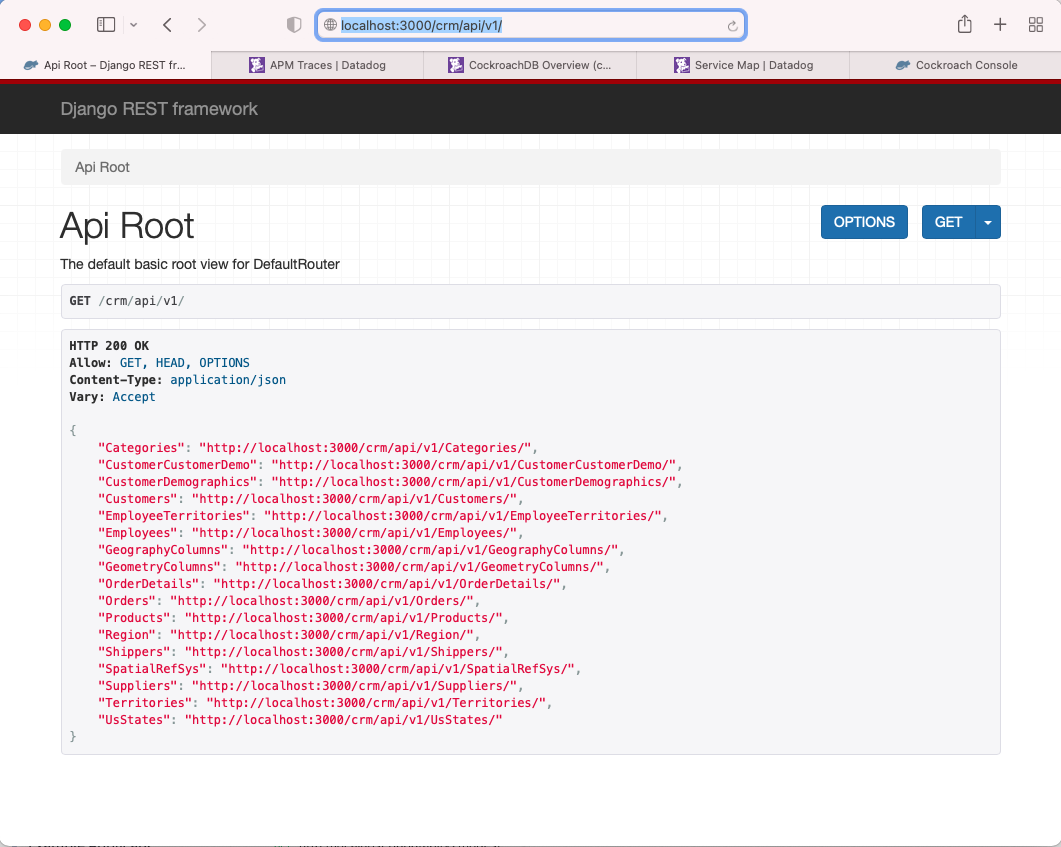 localhost:3000/crm/api/v1/
Api Root – Django REST fr...
APM Traces | Datadog
CockroachDB Overview (c...
Service Map | Datadog
Cockroach Console
Django REST framework
Api Root
Api Root
OPTIONS
GET
The default basic root view for DefaultRouter
GET /crm/api/v1/
HTTP 200 OK
Allow: GET, HEAD, OPTIONS
Content-Type: application/json
Vary: Accept
{
"Categories": "http://localhost:3000/crm/api/v1/Categories/",
"CustomerCustomerDemo": "http://localhost:3000/crm/api/v1/CustomerCustomerDemo/",
"CustomerDemographics": "http://localhost:3000/crm/api/v1/CustomerDemographics/",
"Customers": "http://localhost:3000/crm/api/v1/Customers/",
"EmployeeTerritories": "http://localhost:3000/crm/api/v1/EmployeeTerritories/",
"Employees": "http://localhost:3000/crm/api/v1/Employees/",
"GeographyColumns": "http://localhost:3000/crm/api/v1/GeographyColumns/",
"GeometryColumns": "http://localhost:3000/crm/api/v1/GeometryColumns/",
"OrderDetails": "http://localhost:3000/crm/api/v1/OrderDetails/",
"Orders": "http://localhost:3000/crm/api/v1/Orders/",
"Products": "http://localhost:3000/crm/api/v1/Products/",
"Region": "http://localhost:3000/crm/api/v1/Region/",
"Shippers": "http://localhost:3000/crm/api/v1/Shippers/",
"SpatialRefSys": "http://localhost:3000/crm/api/v1/SpatialRefSys/",
"Suppliers": "http://localhost:3000/crm/api/v1/Suppliers/",
"Territories": "http://localhost:3000/crm/api/v1/Territories/",
"UsStates": "http://localhost:3000/crm/api/v1/UsStates/"
}